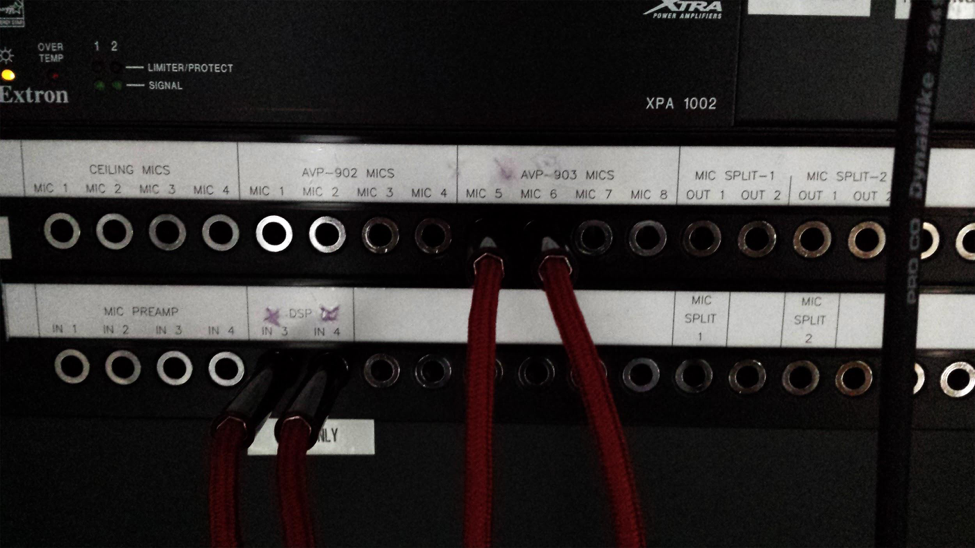 XTRA
POWER AMPLIFIERS
OVER
TEMP
1 2
LIMITER/PROTECT
SIGNAL
Extron
XPA 1002
CEILING MICS
MIC 1 MIC 2 MIC 3 MIC 4
AVP-902 MICS
MIC 1 MIC 2 MIC 3 MIC 4
AVP-903 MICS
MIC 5 MIC 6 MIC 7 MIC 8
MIC SPLIT-1
OUT 1 OUT 2
MIC SPLIT-2
OUT 1 OUT 2
MIC PREAMP
IN 1 IN 2 IN 3 IN 4
DSP
IN 3 IN 4
MIC
SPLIT
1
MIC
SPLIT
2
PRO CO DynaMike